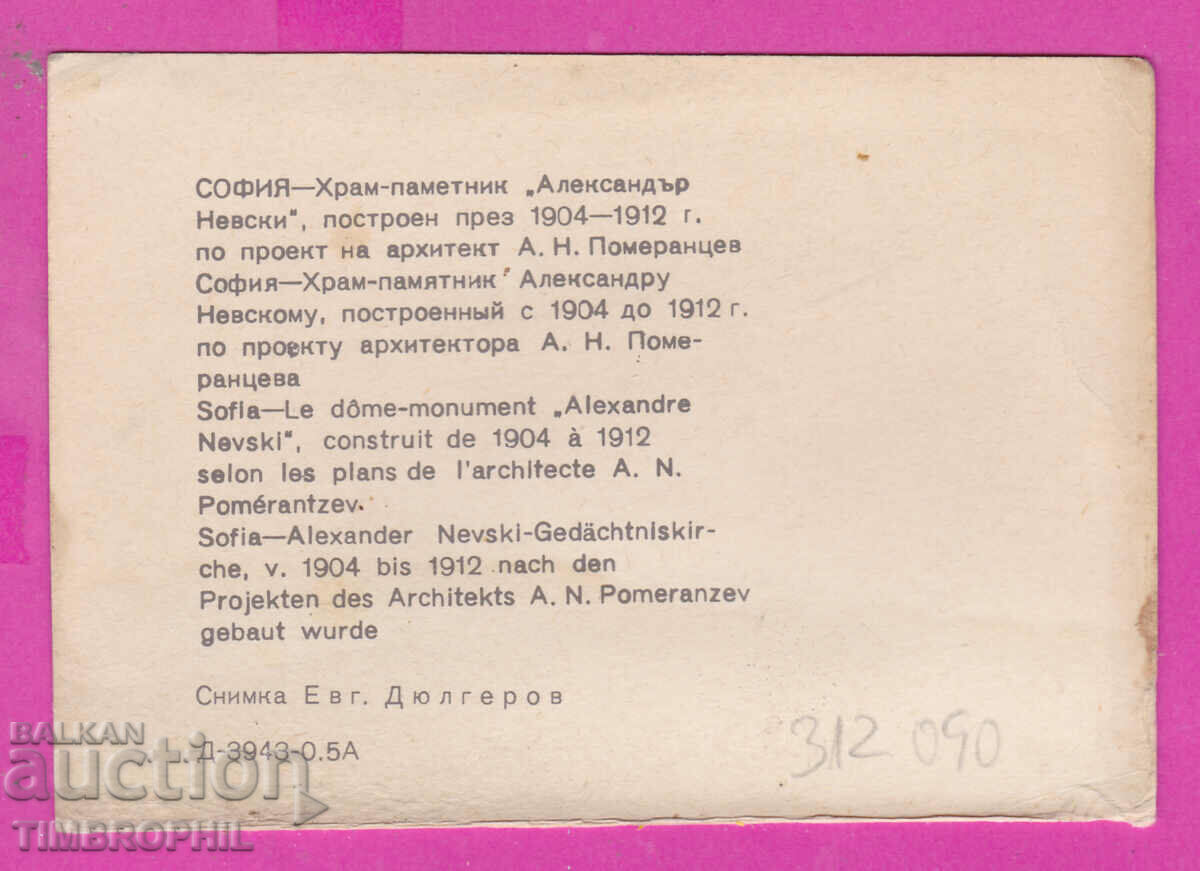 СОФИЯ—Храм-паметник „Александър
Невски", построен през 1904—1912 г.
по проект на архитект А. Н. Померанцев
София—Храм-памятник Александру
Невскому, построенный с 1904 до 1912 г.
по проекту архитектора А. Н. Поме-
ранцева
Sofia—Le dôme-monument „Alexandre
Nevski", construit de 1904 à 1912
selon les plans de l'architecte A. N.
Pomérantzev.
Sofia—Alexander Nevski-Gedächtniskir-
che, v. 1904 bis 1912 nach den
Projekten des Architekts A. N. Pomeranzev
gebaut wurde
Снимка Евг. Дюлгеров
Д-3943-0.5А
312 090
BALKAN
auction
TIMBROPHIL